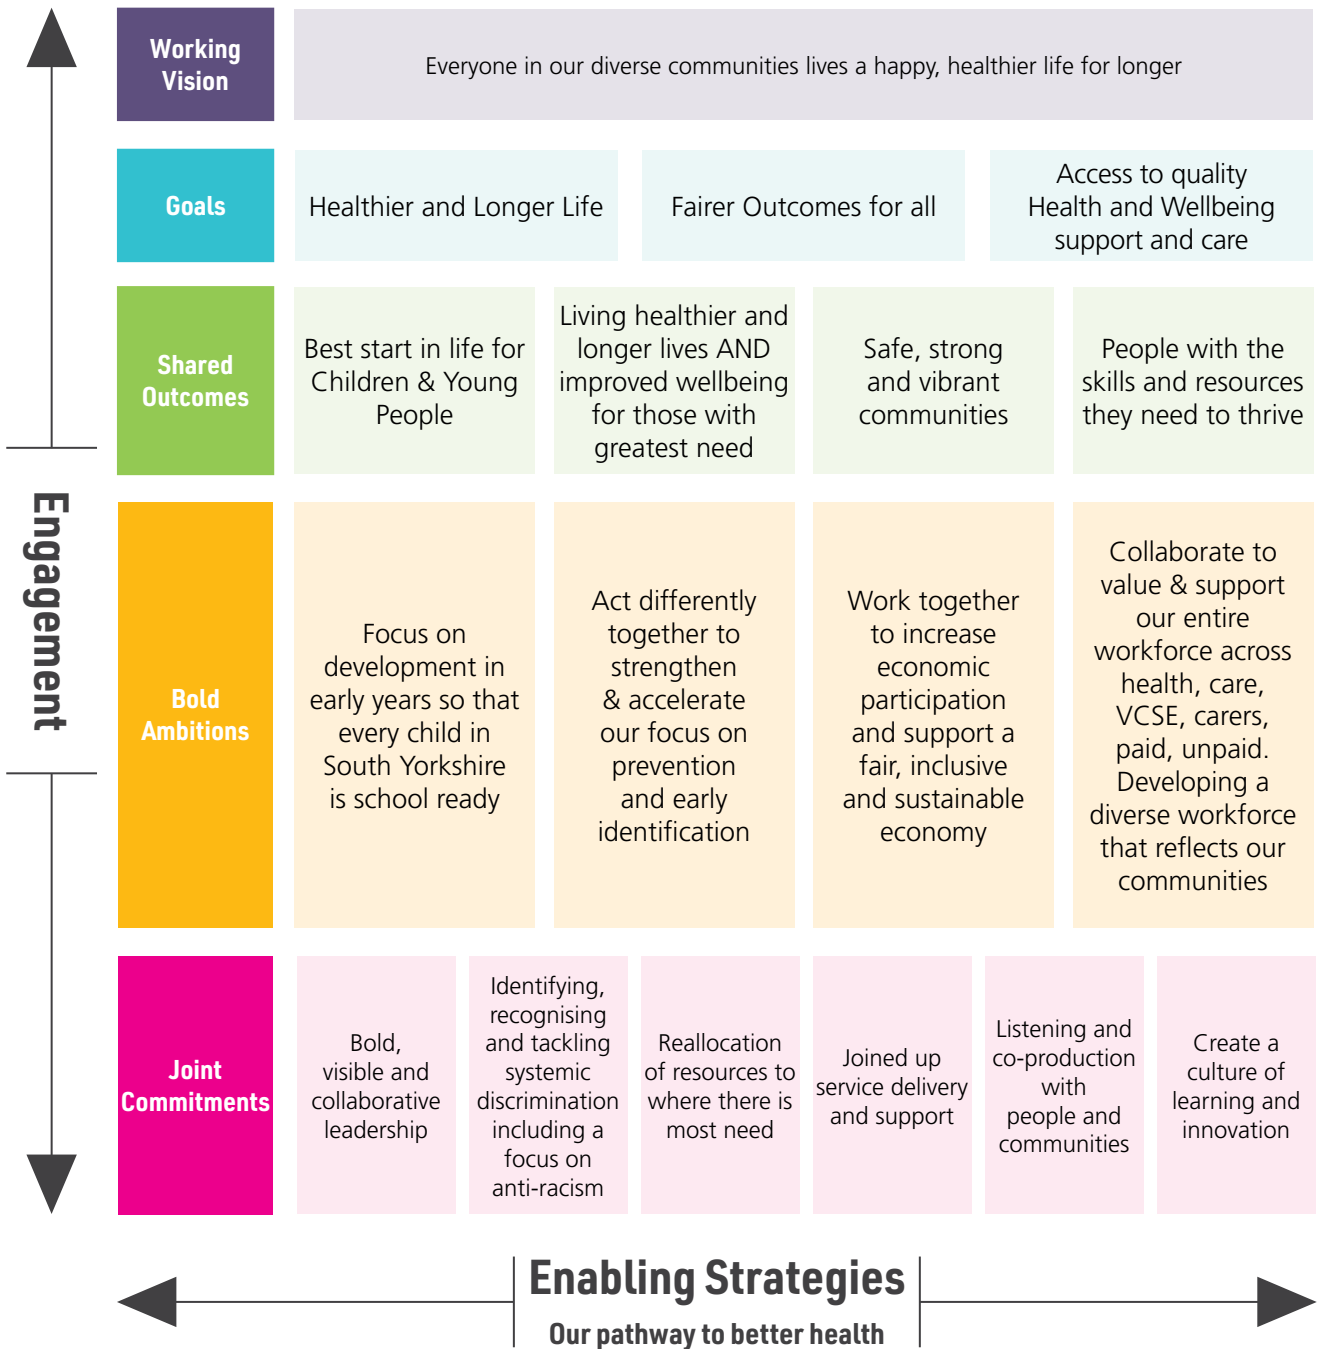 Working
Vision
Everyone in our diverse communities lives a happy, healthier life for longer
Goals
Healthier and Longer Life
Fairer Outcomes for all
Access to quality
Health and Wellbeing
support and care
Shared
Outcomes
Best start in life for
Children & Young
People
Living healthier and
longer lives AND
improved wellbeing
for those with
greatest need
Safe, strong
and vibrant
communities
People with the
skills and resources
they need to thrive
Engagement
Bold
Ambitions
Focus on
development in
early years so that
every child in
South Yorkshire
is school ready
Act differently
together to
strengthen
& accelerate
our focus on
prevention
and early
identification
Work together
to increase
economic
participation
and support a
fair, inclusive
and sustainable
economy
Collaborate to
value & support
our entire
workforce across
health, care,
VCSE, carers,
paid, unpaid.
Developing a
diverse workforce
that reflects our
communities
Joint
Commitments
Bold,
visible and
collaborative
leadership
Identifying,
recognising
and tackling
systemic
discrimination
including a
focus on
anti-racism
Reallocation
of resources to
where there is
most need
Joined up
service delivery
and support
Listening and
co-production
with
people and
communities
Create a
culture of
learning and
innovation
Enabling Strategies
Our pathway to better health